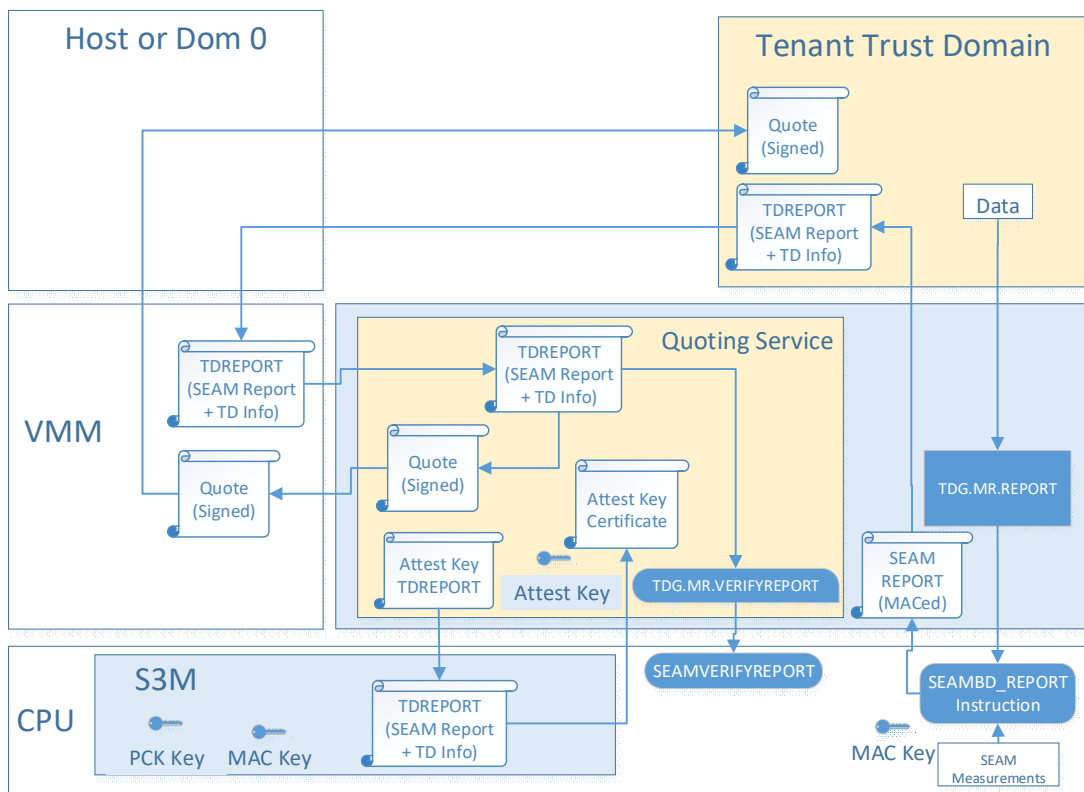 Host or Dom 0
Tenant Trust Domain
Quote
(Signed)
TDREPORT
(SEAM Report
+ TD Info)
Data
VMM
TDREPORT
(SEAM Report
+ TD Info)
Quote
(Signed)
Quoting Service
TDREPORT
(SEAM Report
+ TD Info)
Quote
(Signed)
Attest Key
Certificate
Attest Key
TDREPORT
Attest Key
TDG.MR.VERIFYREPORT
TDG.MR.REPORT
SEAM
REPORT
(MACed)
CPU
S3M
PCK Key
MAC Key
TDREPORT
(SEAM Report
+ TD Info)
SEAMVERIFYREPORT
SEAMBD_REPORT
Instruction
MAC Key
SEAM
Measurements